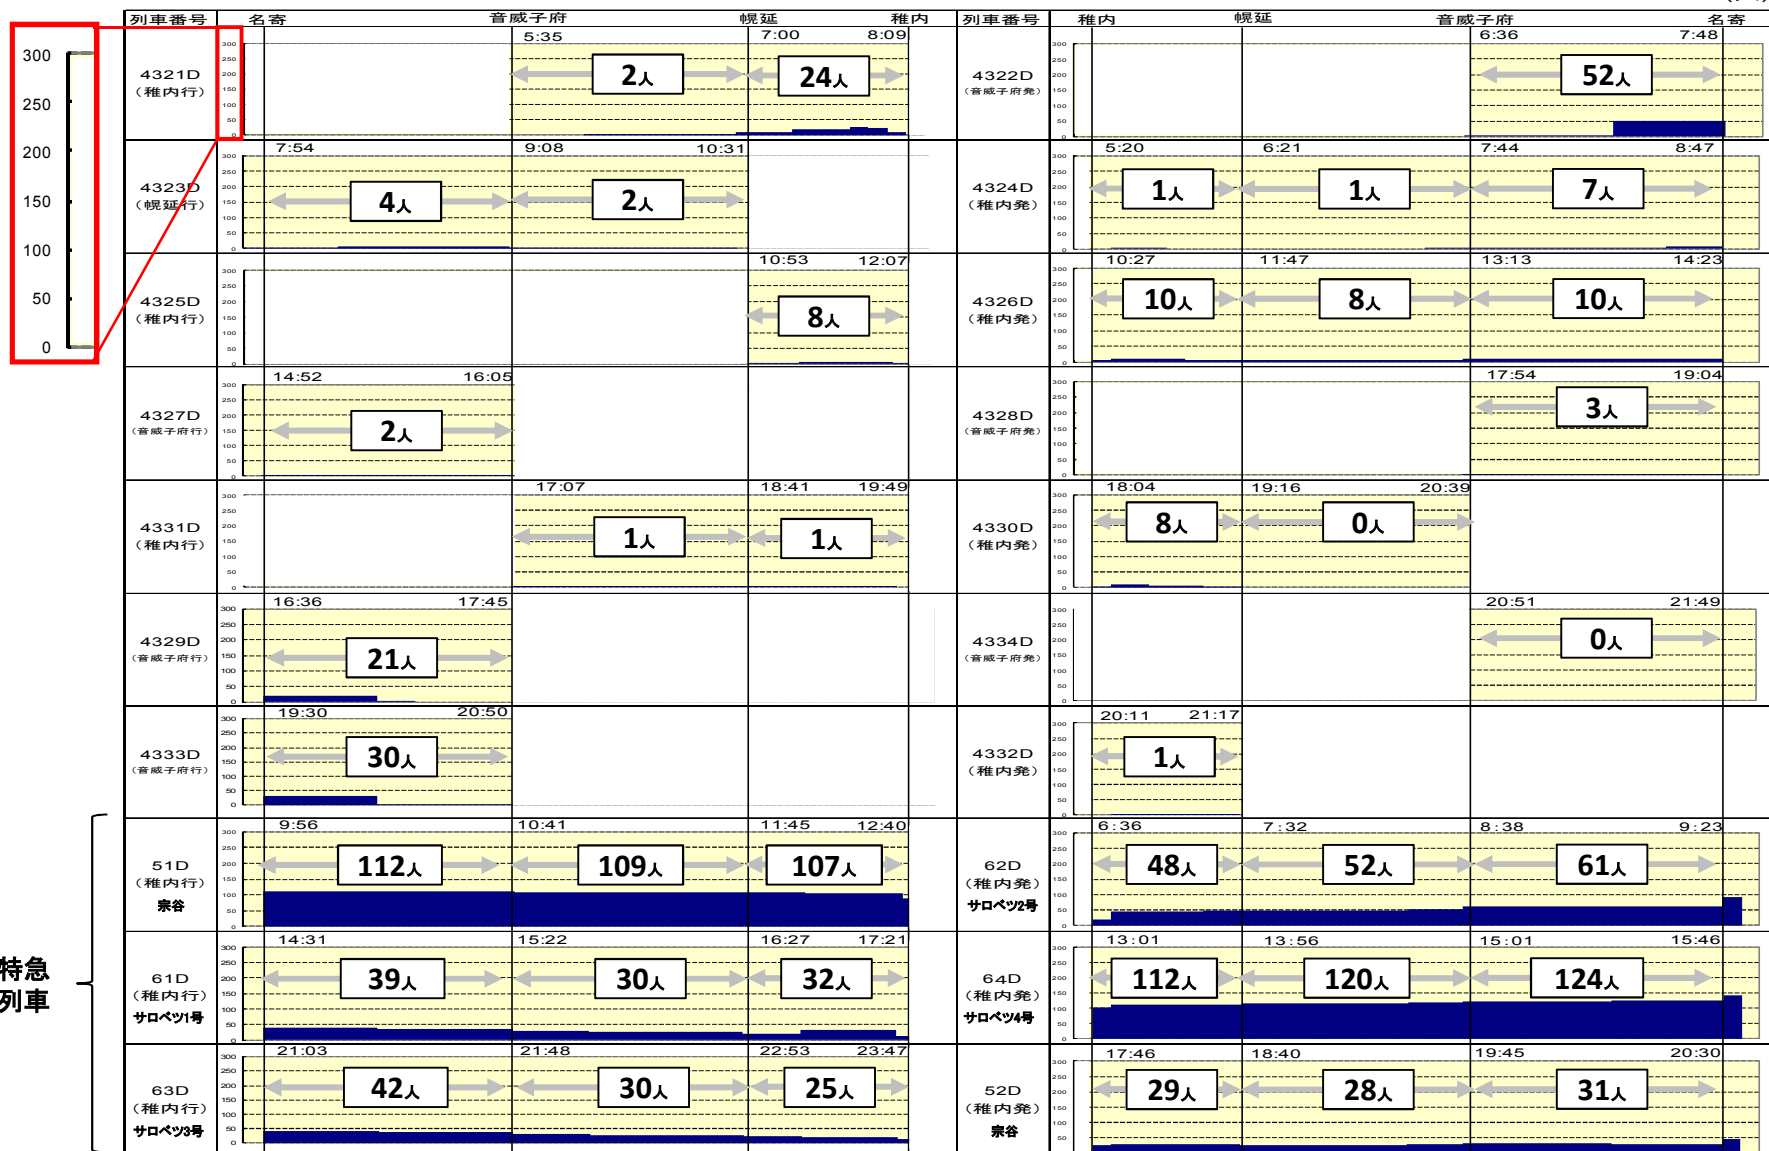 列車番号 名寄 音威子府 幌延 稚内 列車番号 稚内 幌延 音威子府 名寄
300
250
200
150
100
50
0
4321D
(稚内行)
5:35 7:00 8:09
2人 24人
4322D
(音威子府発)
6:36 7:48
52人
4323D
(幌延行)
7:54 9:08 10:31
4人 2人
4324D
(稚内発)
5:20 6:21 7:44 8:47
1人 1人 7人
4325D
(稚内行)
10:53 12:07
8人
4326D
(稚内発)
10:27 11:47 13:13 14:23
10人 8人 10人
4327D
(音威子府行)
14:52 16:05
2人
4328D
(音威子府発)
17:54 19:04
3人
4331D
(稚内行)
17:07 18:41 19:49
1人 1人
4330D
(稚内発)
18:04 19:16 20:39
8人 0人
4329D
(音威子府行)
16:36 17:45
21人
4334D
(音威子府発)
20:51 21:49
0人
4333D
(音威子府行)
19:30 20:50
30人
4332D
(稚内発)
20:11 21:17
1人
特急
列車
51D
(稚内行)
宗谷
9:56 10:41 11:45 12:40
112人 109人 107人
62D
(稚内発)
サロベツ2号
6:36 7:32 8:38 9:23
48人 52人 61人
61D
(稚内行)
サロベツ1号
14:31 15:22 16:27 17:21
39人 30人 32人
64D
(稚内発)
サロベツ4号
13:01 13:56 15:01 15:46
112人 120人 124人
63D
(稚内行)
サロベツ3号
21:03 21:48 22:53 23:47
42人 30人 25人
52D
(稚内発)
宗谷
17:46 18:40 19:45 20:30
29人 28人 31人